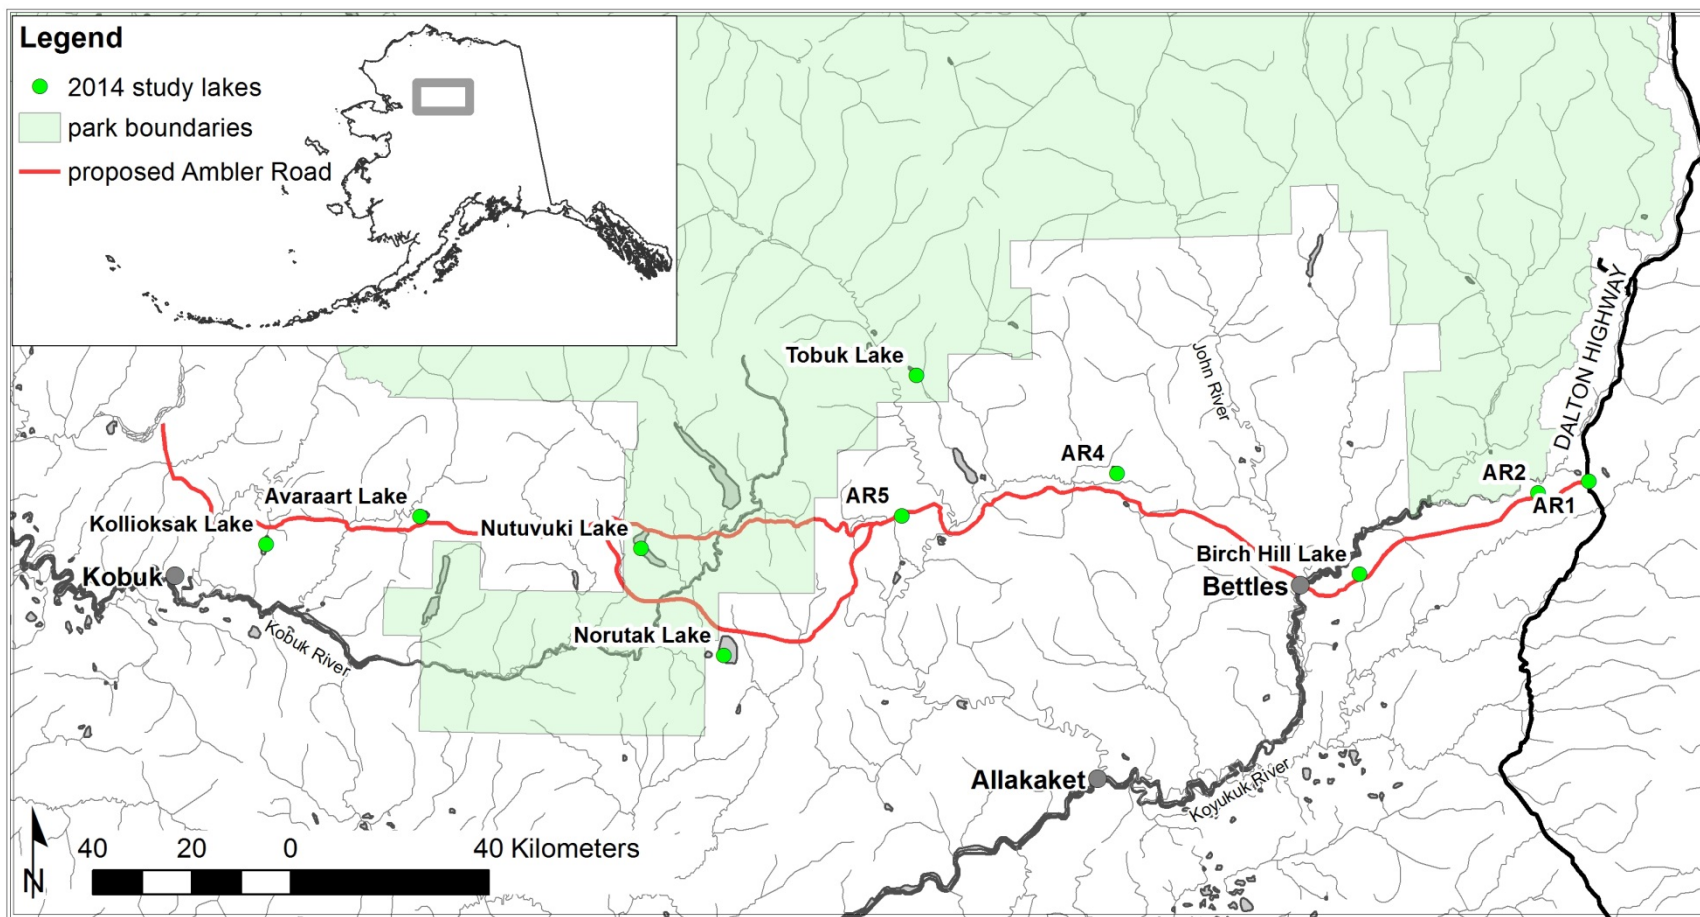 Legend
2014 study lakes
park boundaries
proposed Ambler Road
Tobuk Lake
John River
DALTON HIGHWAY
AR4
AR2
AR1
Avaraart Lake
AR5
Kollioksak Lake
Nutuvuki Lake
Birch Hill Lake
Kobuk
Bettles
Kobuk River
Norutak Lake
Allakaket
Koyukuk River
40 20 0 40 Kilometers
N